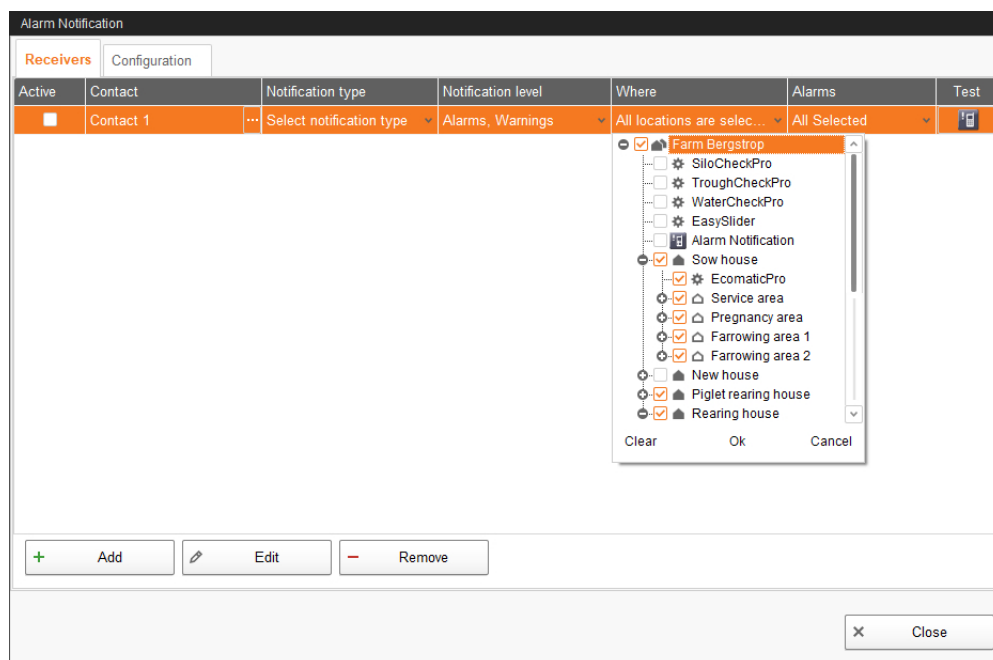 Alarm Notification
Receivers Configuration
Active Contact Notification type Notification level Where Alarms Test
Contact 1 ... Select notification type Alarms, Warnings All locations are selec... All Selected
Farm Bergstrop
SiloCheckPro
TroughCheckPro
WaterCheckPro
EasySlider
Alarm Notification
Sow house
EcomaticPro
Service area
Pregnancy area
Farrowing area 1
Farrowing area 2
New house
Piglet rearing house
Rearing house
Clear Ok Cancel
Add Edit Remove
Close